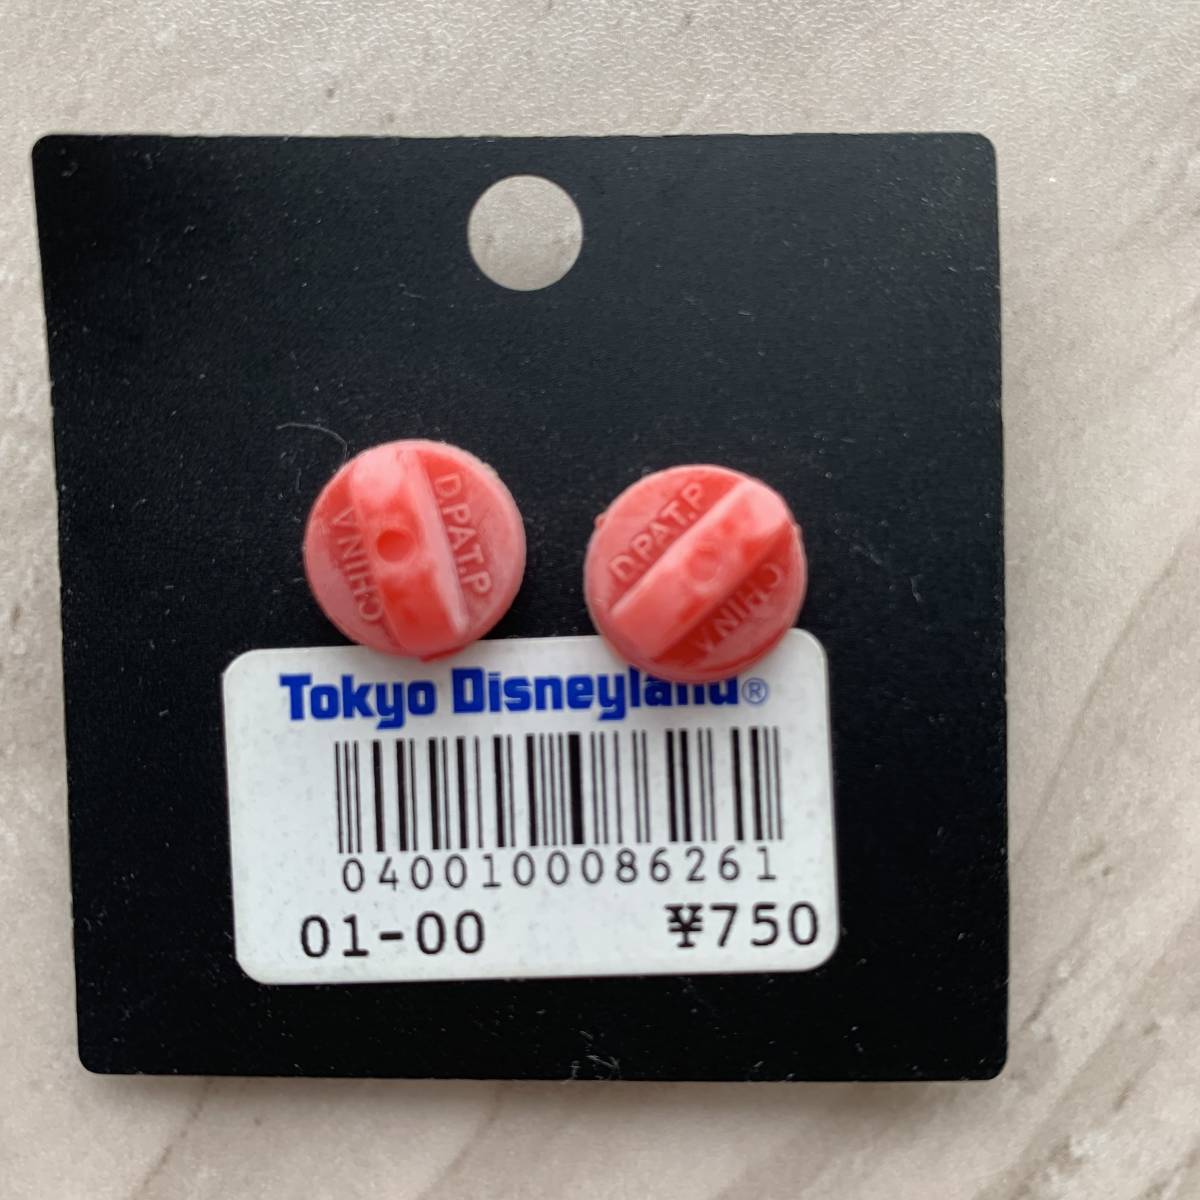 D.PAT.P
CHINA
D.PAT.P
CHINA
Tokyo Disneyland®
0400100086261
01-00 ¥750